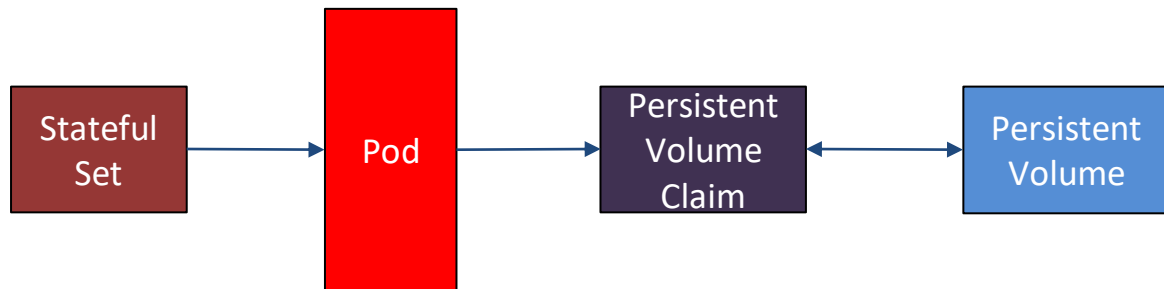 Stateful
Set
Pod
Persistent
Volume
Claim
Persistent
Volume